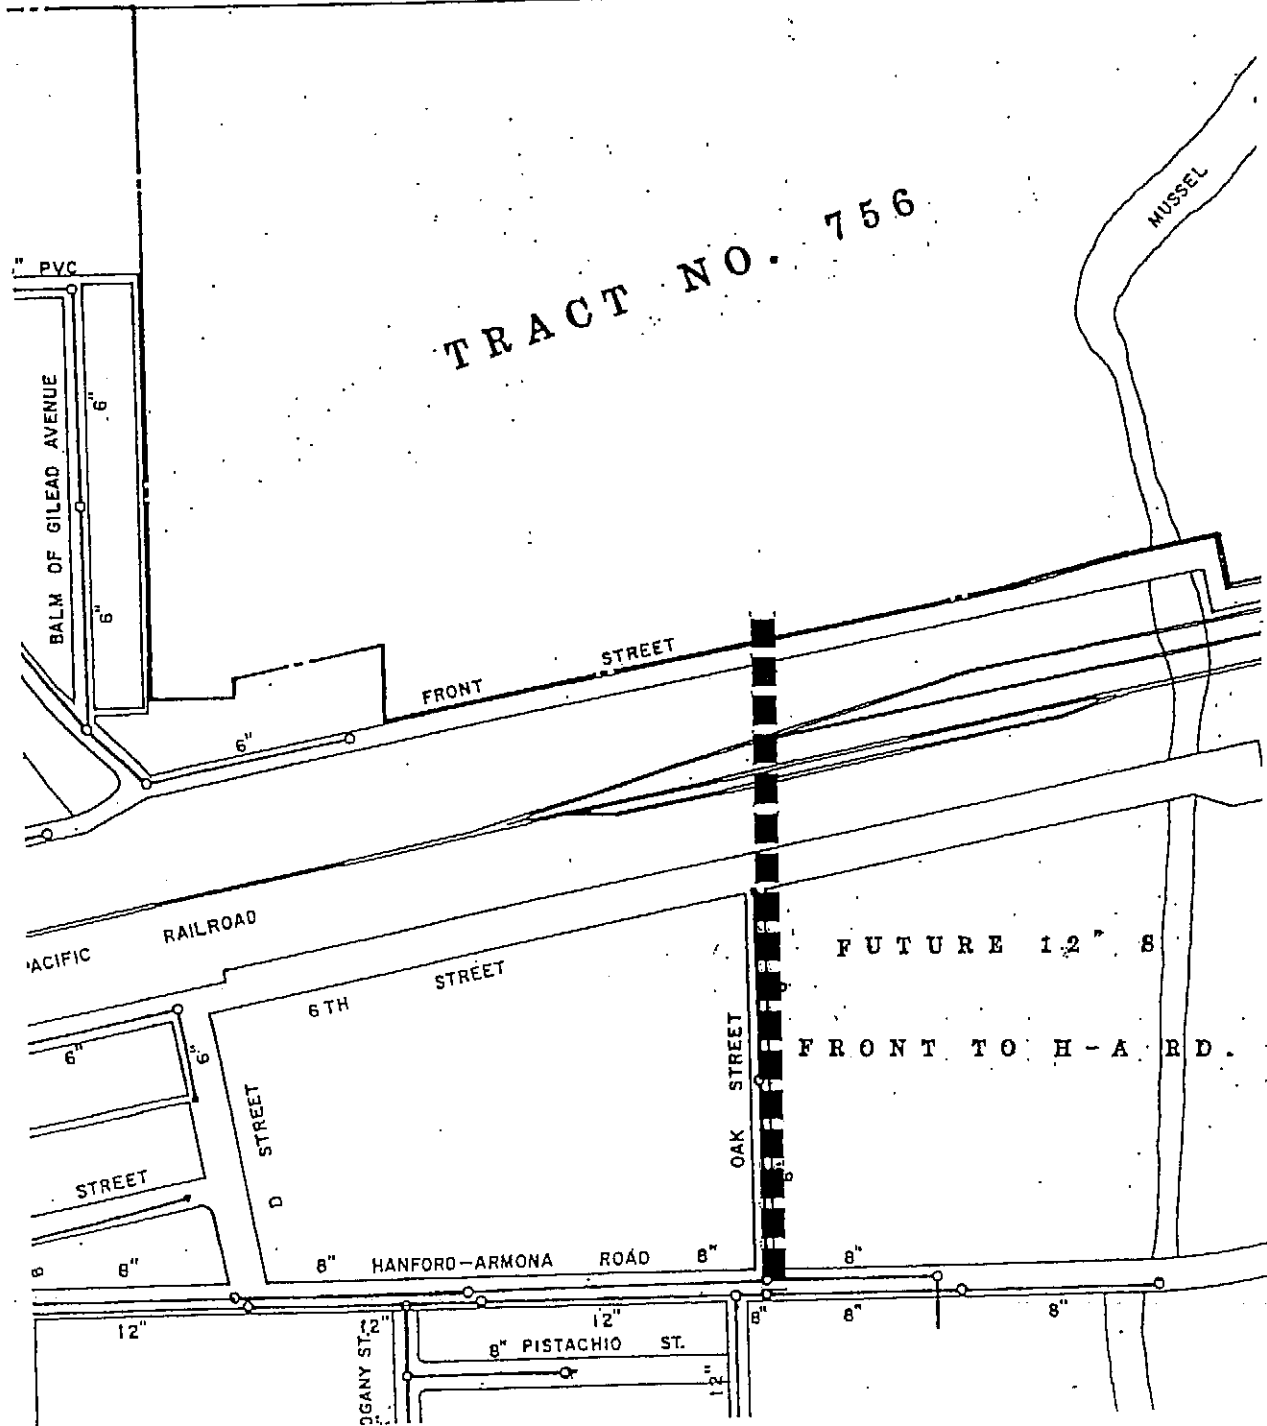 MUSSEL
TRACT NO. 756
" PVC
BALM OF GILEAD AVENUE
6"
6"
FRONT STREET
6"
RAILROAD
PACIFIC
6TH STREET
FUTURE 12" S
FRONT TO H-A RD.
6"
6"
D STREET
OAK STREET
STREET
8"
8"
8" HANFORD-ARMONA ROAD 8"
8"
12"
12"
12"
8"
8"
8"
8" PISTACHIO ST.
12"
OGANY ST.